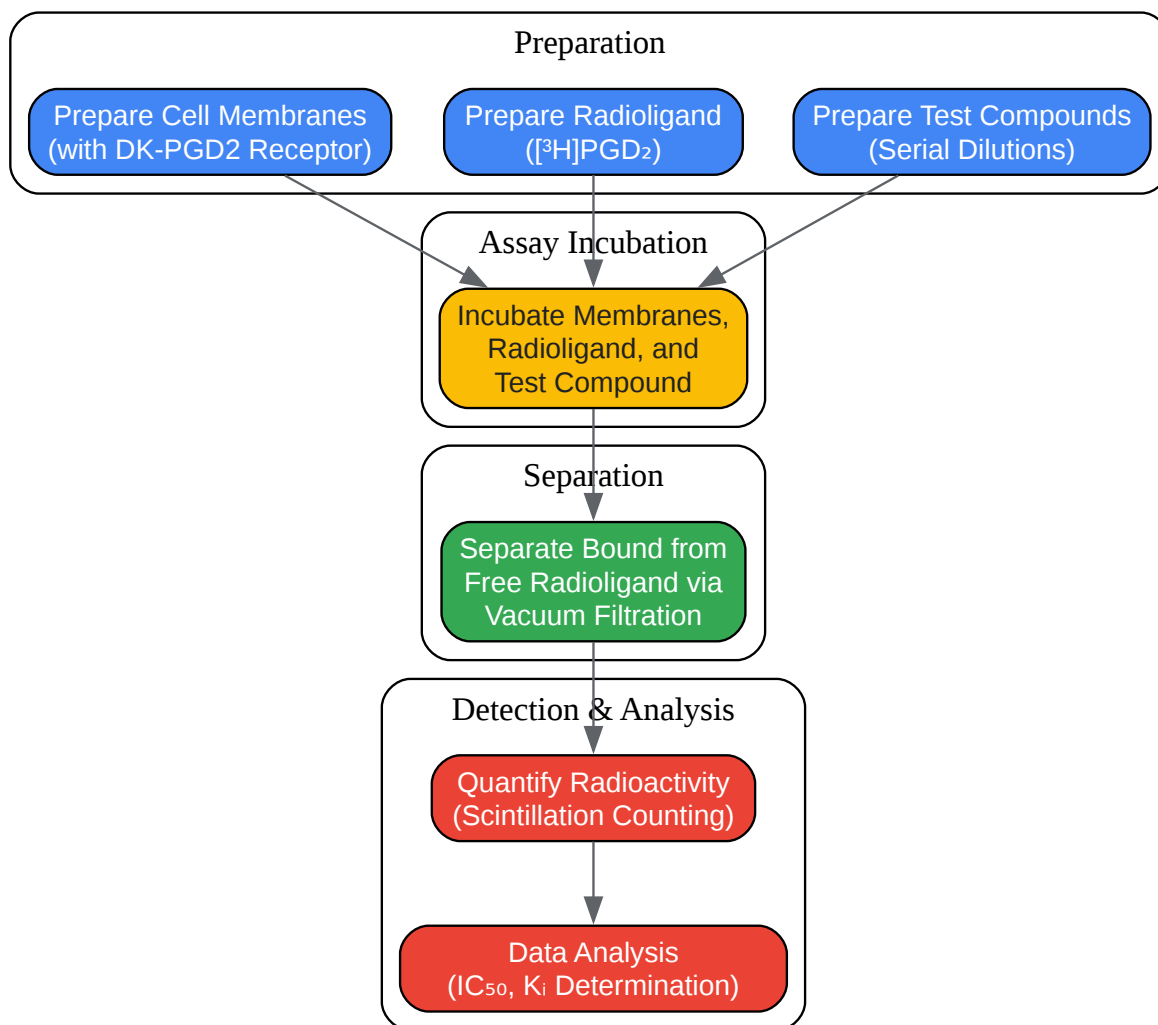 Preparation
Prepare Cell Membranes
(with DK-PGD2 Receptor)
Prepare Radioligand
([³H]PGD₂)
Prepare Test Compounds
(Serial Dilutions)
Assay Incubation
Incubate Membranes,
Radioligand, and
Test Compound
Separation
Separate Bound from
Free Radioligand via
Vacuum Filtration
Detection & Analysis
Quantify Radioactivity
(Scintillation Counting)
Data Analysis
(IC₅₀, Kᵢ Determination)